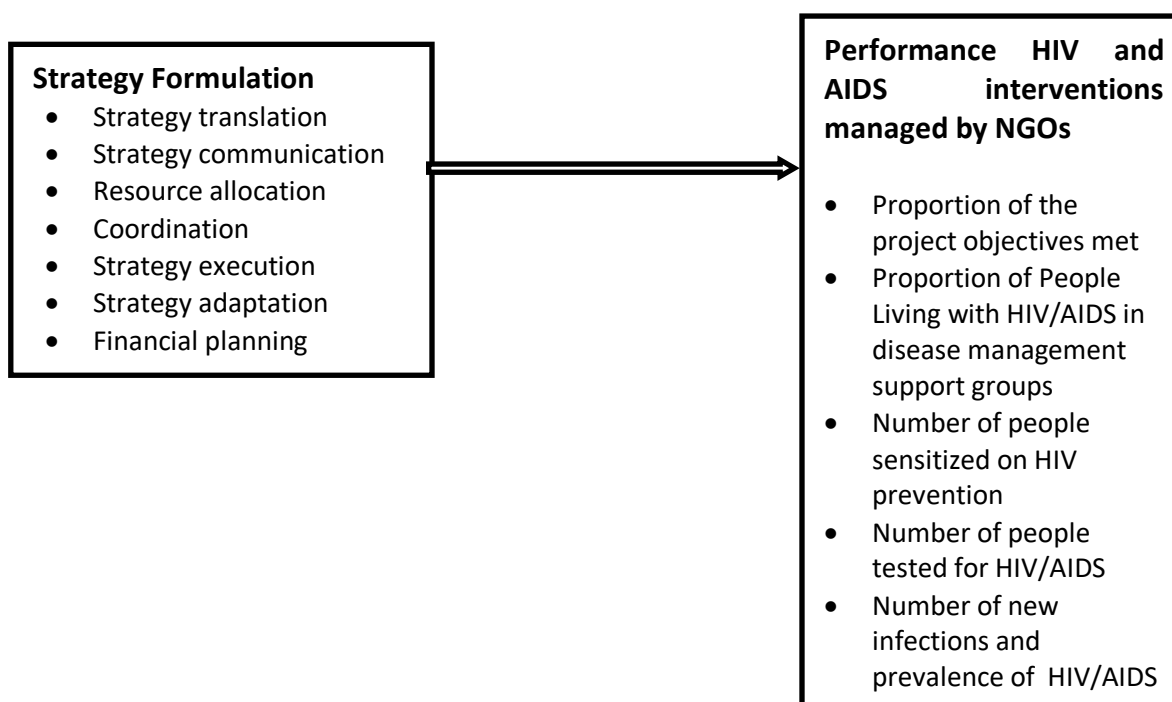 Strategy Formulation
• Strategy translation
• Strategy communication
• Resource allocation
• Coordination
• Strategy execution
• Strategy adaptation
• Financial planning
Performance HIV and
AIDS interventions
managed by NGOs
• Proportion of the
project objectives met
• Proportion of People
Living with HIV/AIDS in
disease management
support groups
• Number of people
sensitized on HIV
prevention
• Number of people
tested for HIV/AIDS
• Number of new
infections and
prevalence of HIV/AIDS